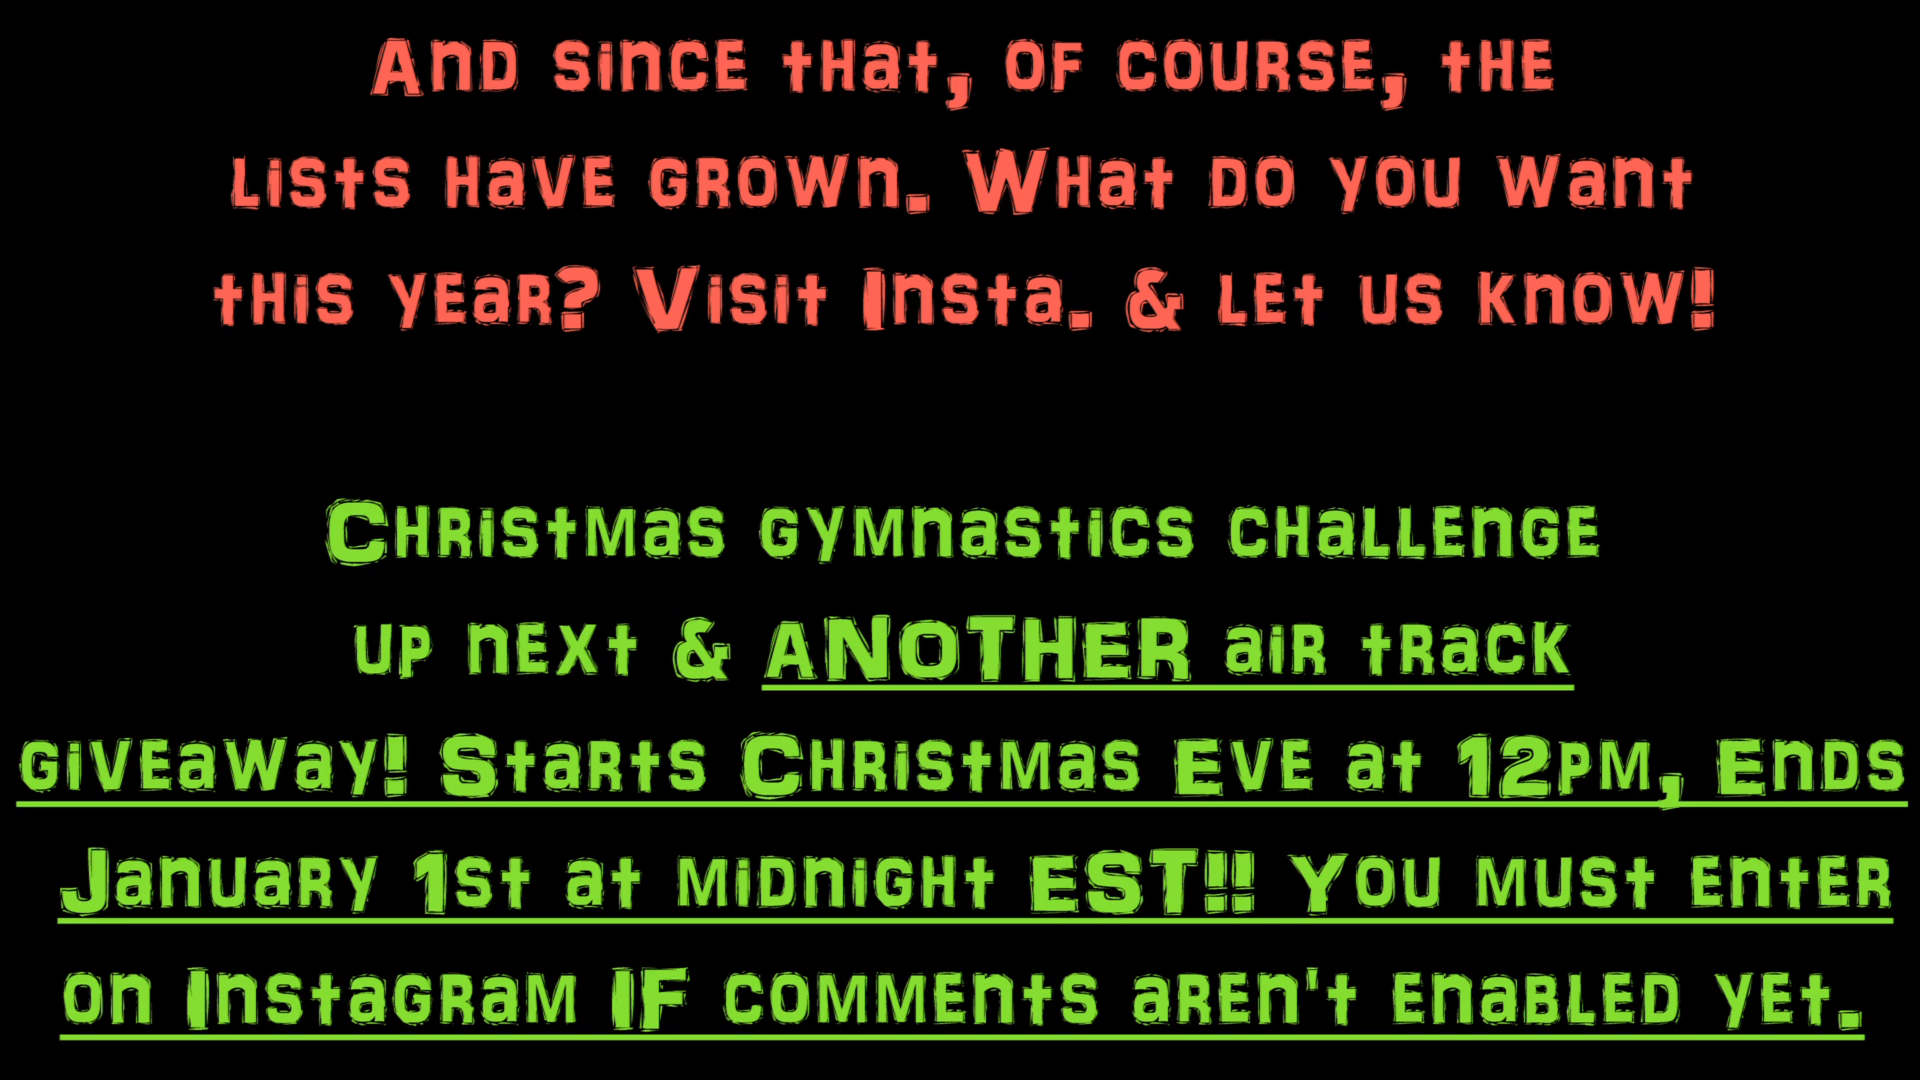 And since that, of course, the
lists have grown. What do you want
this year? Visit Insta. & let us know!
Christmas gymnastics challenge
up next & ANOTHER air track
giveaway! Starts Christmas Eve at 12pm, Ends
January 1st at midnight EST!! You must enter
on Instagram IF comments aren't enabled yet.